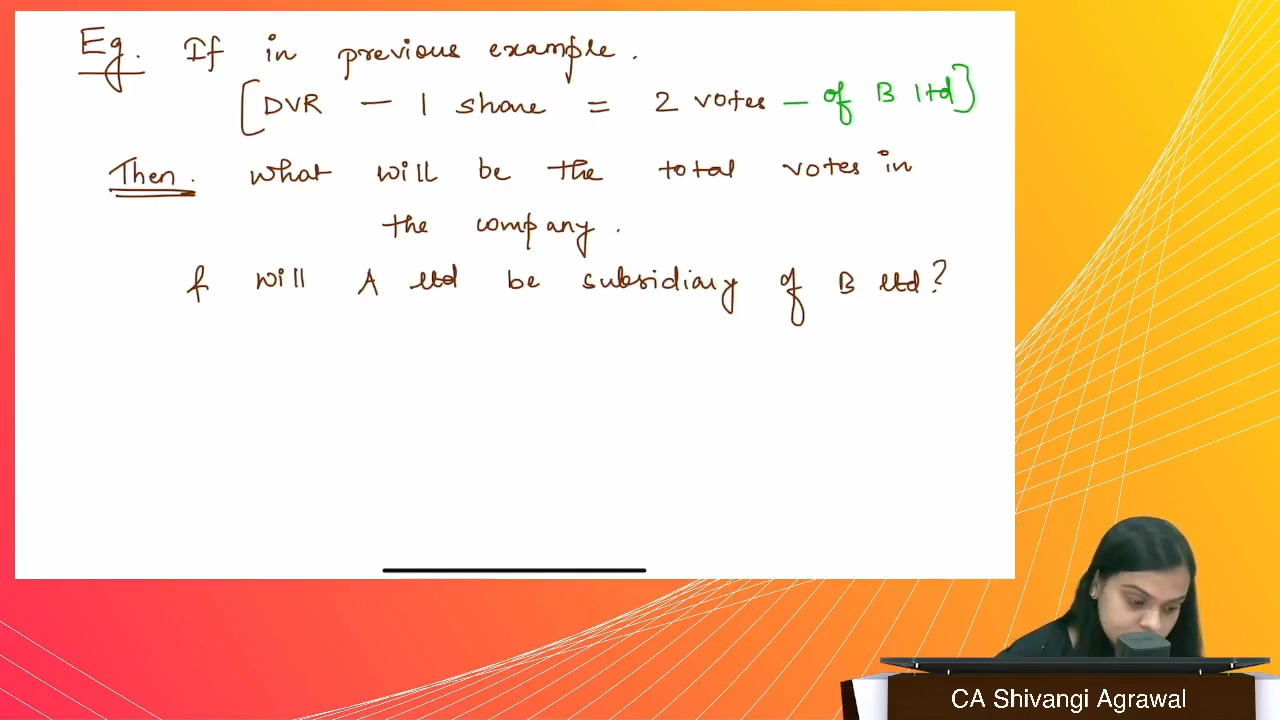 Eg. If in previous example.
[DVR – 1 share = 2 votes – of B ltd]
Then. what will be the total votes in
the company.
f will A ltd be subsidiary of B ltd?
CA Shivangi Agrawal